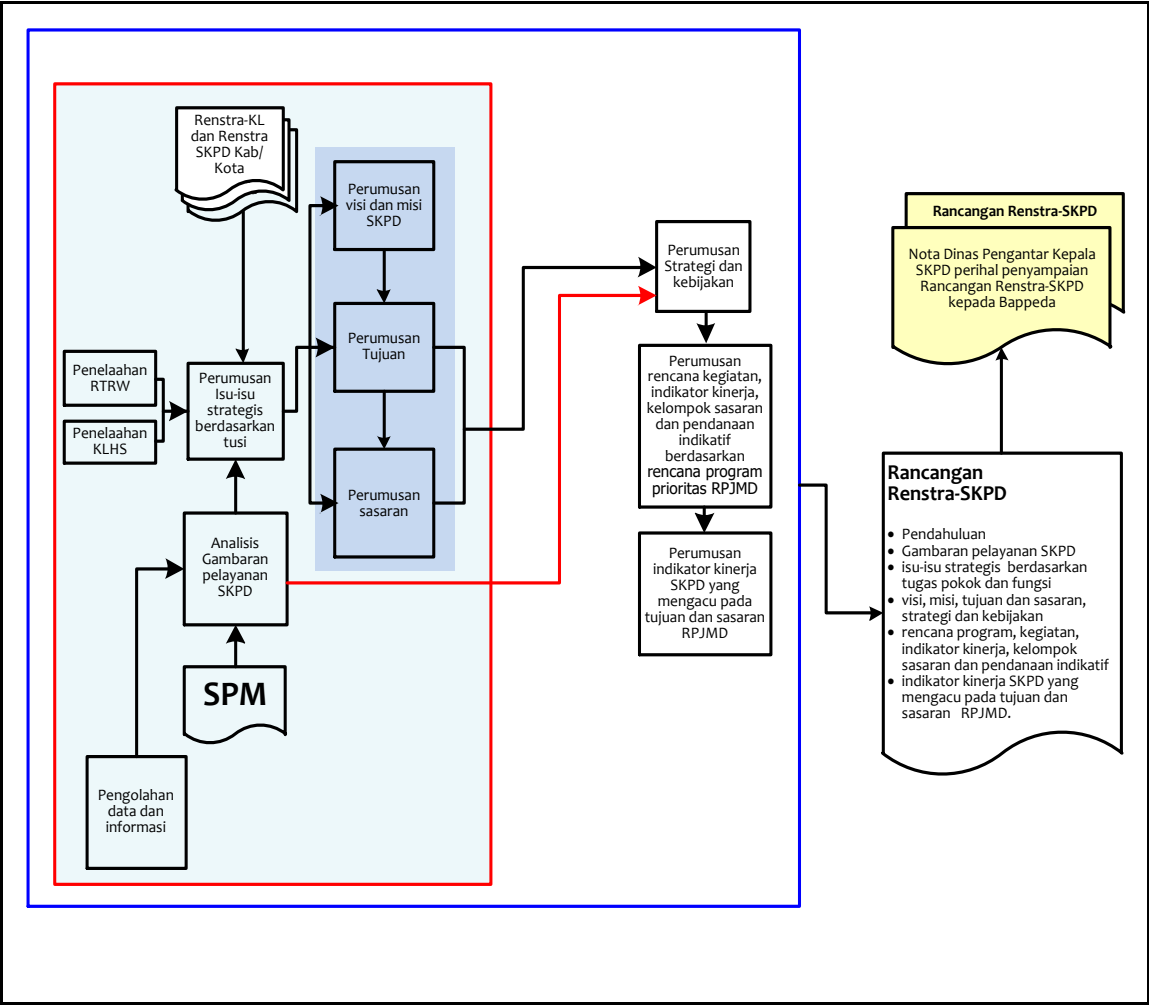 Renstra-KL
dan Renstra
SKPD Kab/
Kota
Perumusan
visi dan misi
SKPD
Perumusan
Tujuan
Perumusan
sasaran
Penelaahan
RTRW
Penelaahan
KLHS
Perumusan
Isu-isu
strategis
berdasarkan
tusi
Analisis
Gambaran
pelayanan
SKPD
SPM
Pengolahan
data dan
informasi
Perumusan
Strategi dan
kebijakan
Perumusan
rencana kegiatan,
indikator kinerja,
kelompok sasaran
dan pendanaan
indikatif
berdasarkan
rencana program
prioritas RPJMD
Perumusan
indikator kinerja
SKPD yang
mengacu pada
tujuan dan sasaran
RPJMD
Rancangan Renstra-SKPD
Nota Dinas Pengantar Kepala
SKPD perihal penyampaian
Rancangan Renstra-SKPD
kepada Bappeda
Rancangan
Renstra-SKPD
• Pendahuluan
• Gambaran pelayanan SKPD
• isu-isu strategis berdasarkan
tugas pokok dan fungsi
• visi, misi, tujuan dan sasaran,
strategi dan kebijakan
• rencana program, kegiatan,
indikator kinerja, kelompok
sasaran dan pendanaan indikatif
• indikator kinerja SKPD yang
mengacu pada tujuan dan
sasaran RPJMD.